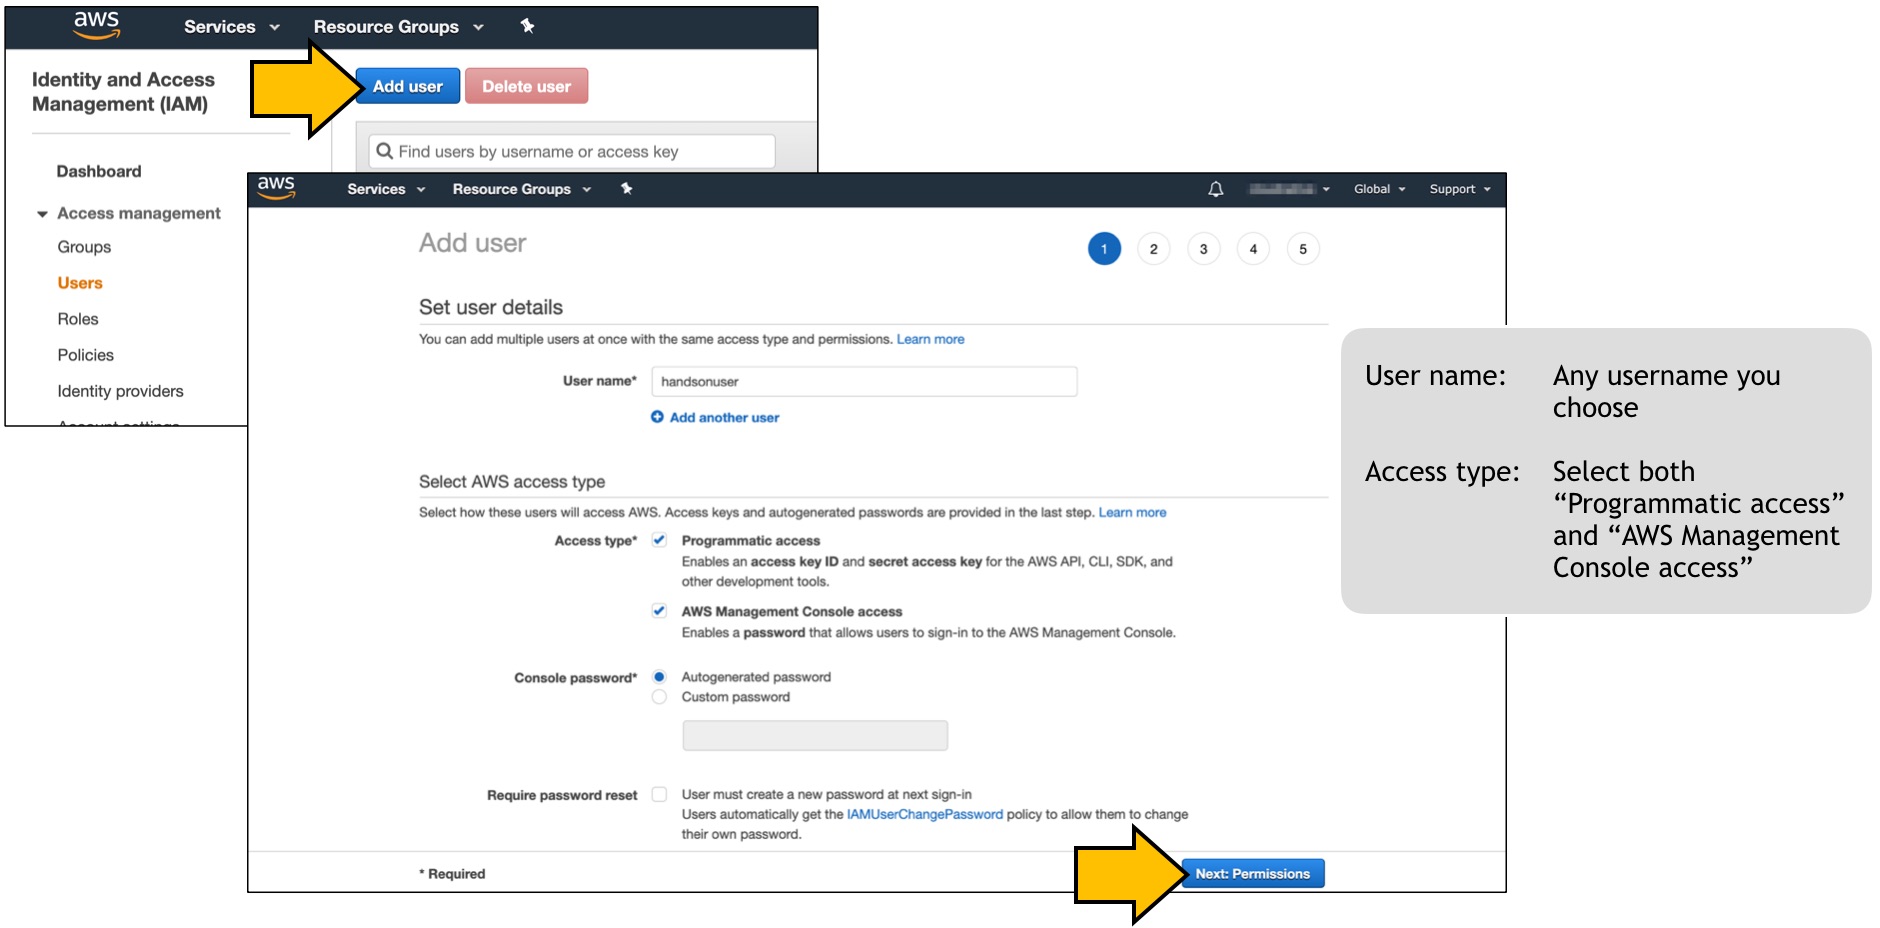 aws
Services
Resource Groups
Identity and Access
Management (IAM)
Add user
Delete user
Find users by username or access key
Dashboard
Access management
Groups
Users
Roles
Policies
Identity providers
Account settings
aws
Services
Resource Groups
Global
Support
Add user
1
2
3
4
5
Set user details
You can add multiple users at once with the same access type and permissions. Learn more
User name*
handsonuser
Add another user
Select AWS access type
Select how these users will access AWS. Access keys and autogenerated passwords are provided in the last step. Learn more
Access type*
Programmatic access
Enables an access key ID and secret access key for the AWS API, CLI, SDK, and
other development tools.
AWS Management Console access
Enables a password that allows users to sign-in to the AWS Management Console.
Console password*
Autogenerated password
Custom password
Require password reset
User must create a new password at next sign-in
Users automatically get the IAMUserChangePassword policy to allow them to change
their own password.
* Required
Next: Permissions
User name: Any username you
choose
Access type: Select both
“Programmatic access”
and “AWS Management
Console access”